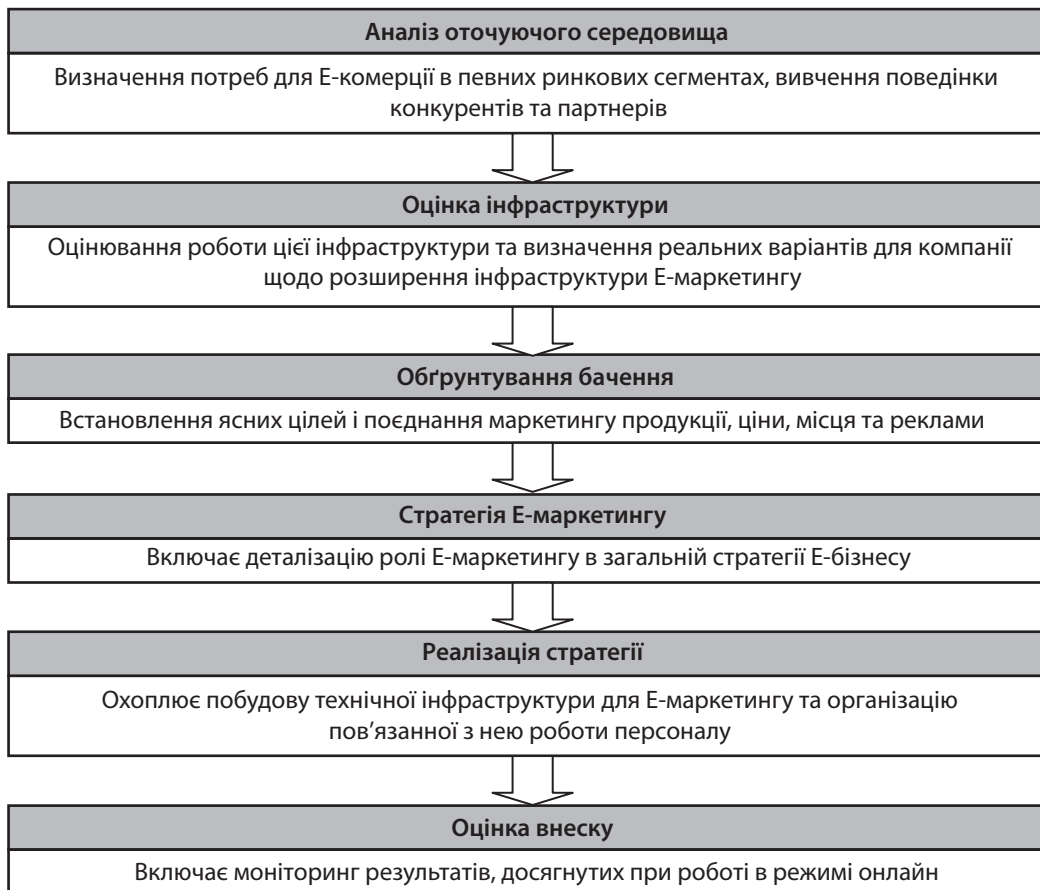 Аналіз оточуючого середовища
Визначення потреб для Е-комерції в певних ринкових сегментах, вивчення поведінки
конкурентів та партнерів
Оцінка інфраструктури
Оцінювання роботи цієї інфраструктури та визначення реальних варіантів для компанії
щодо розширення інфраструктури Е-маркетингу
Обґрунтування бачення
Встановлення ясних цілей і поєднання маркетингу продукції, ціни, місця та реклами
Стратегія Е-маркетингу
Включає деталізацію ролі Е-маркетингу в загальній стратегії Е-бізнесу
Реалізація стратегії
Охоплює побудову технічної інфраструктури для Е-маркетингу та організацію
пов’язанної з нею роботи персоналу
Оцінка внеску
Включає моніторинг результатів, досягнутих при роботі в режимі онлайн